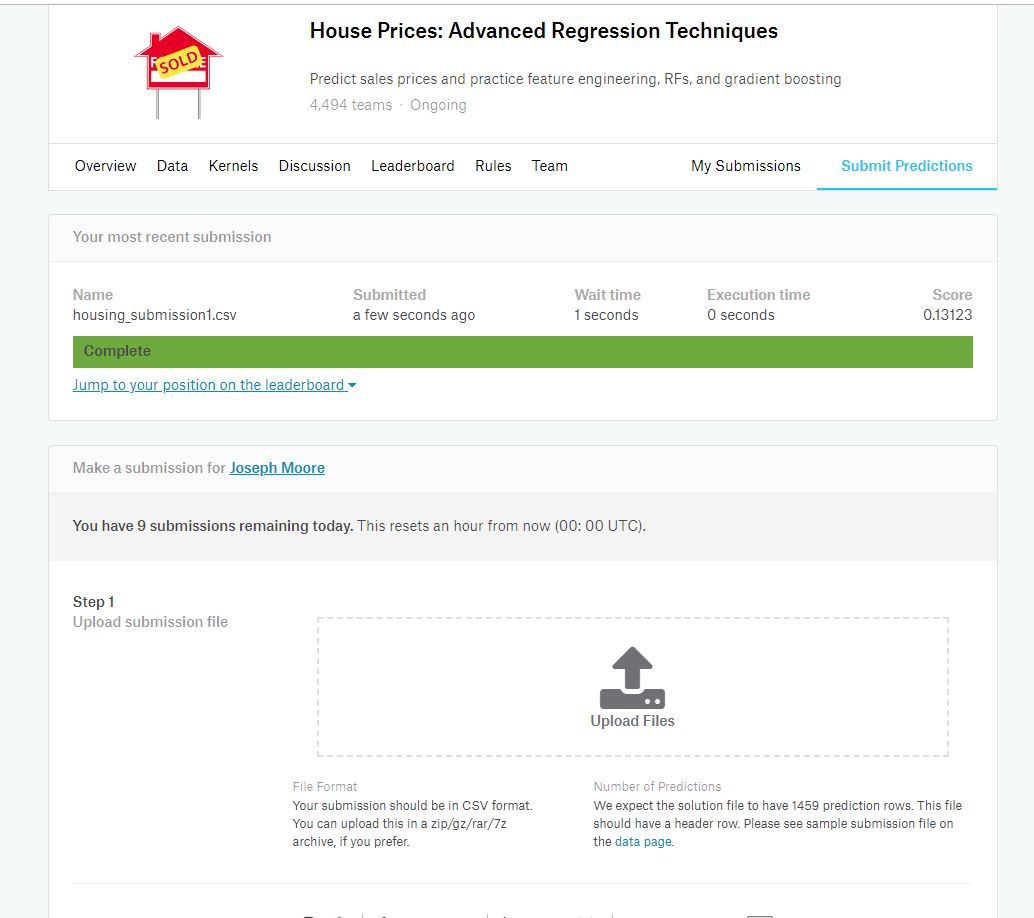 House Prices: Advanced Regression Techniques
SOLD
Predict sales prices and practice feature engineering, RFs, and gradient boosting
4,494 teams · Ongoing
Overview Data Kernels Discussion Leaderboard Rules Team My Submissions Submit Predictions
Your most recent submission
Name Submitted Wait time Execution time Score
housing_submission1.csv a few seconds ago 1 seconds 0 seconds 0.13123
Complete
Jump to your position on the leaderboard
Make a submission for Joseph Moore
You have 9 submissions remaining today. This resets an hour from now (00: 00 UTC).
Step 1
Upload submission file
Upload Files
File Format
Your submission should be in CSV format.
You can upload this in a zip/gz/rar/7z
archive, if you prefer.
Number of Predictions
We expect the solution file to have 1459 prediction rows. This file
should have a header row. Please see sample submission file on
the data page.